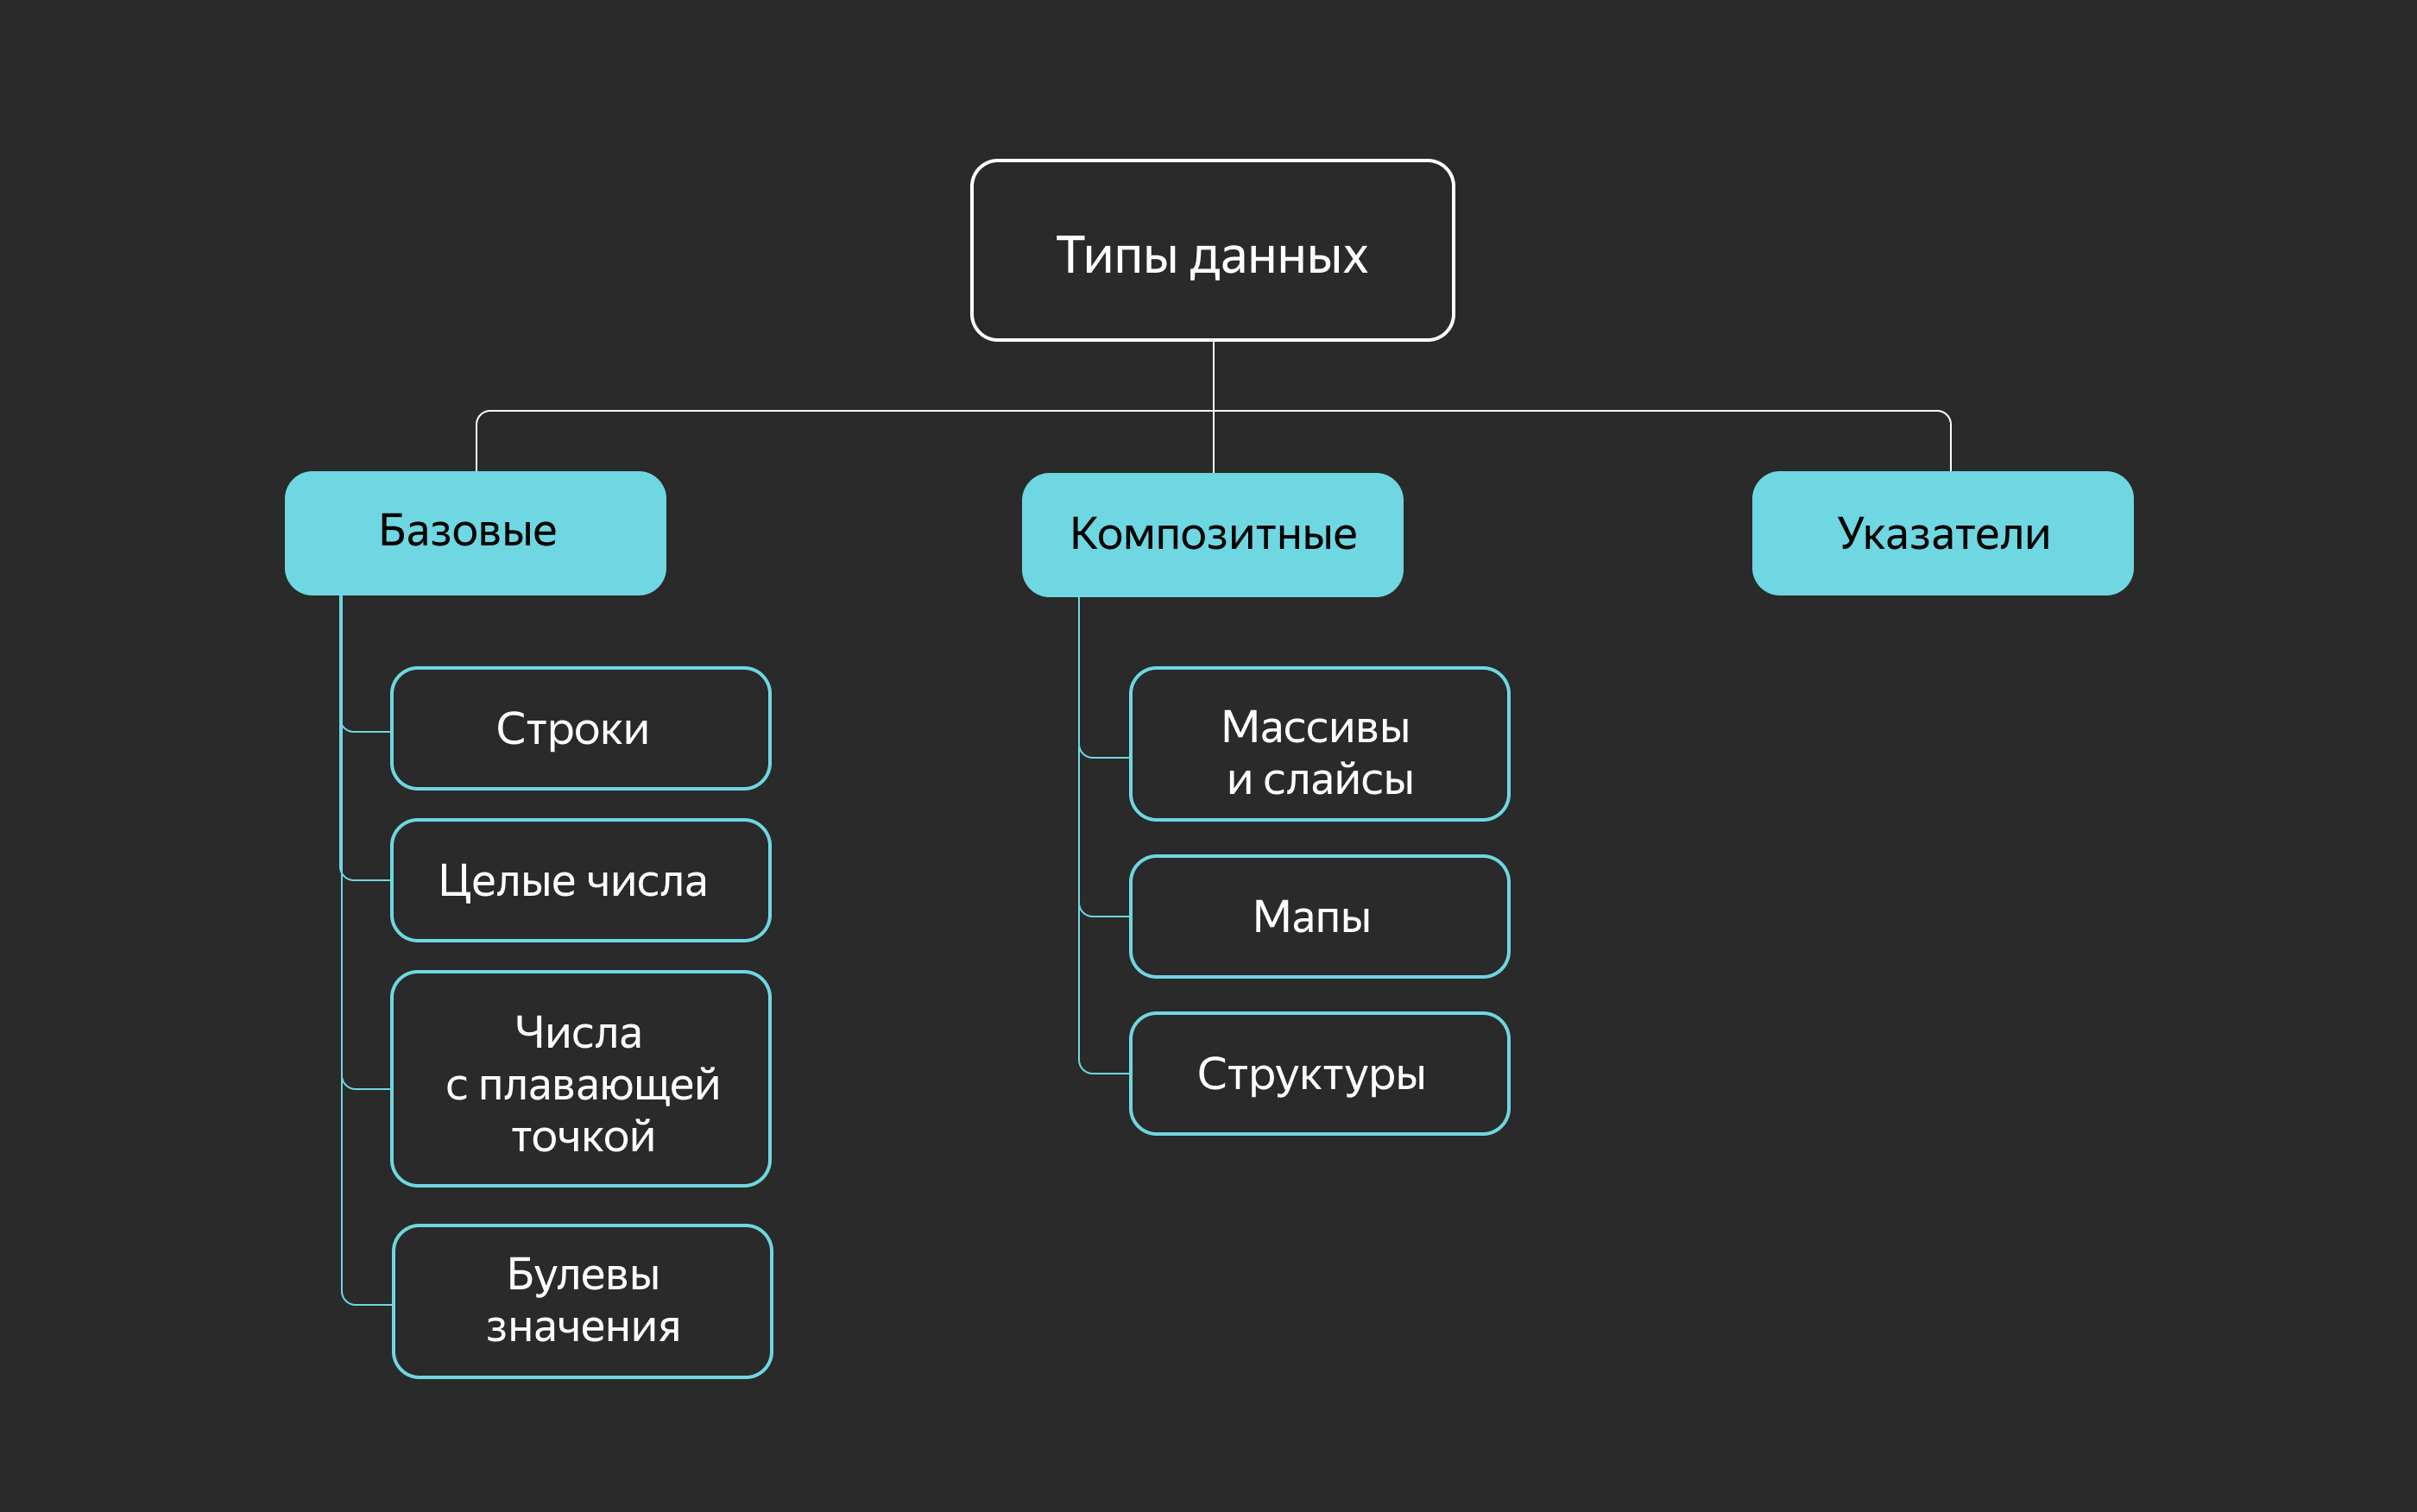 Типы данных
Базовые
Строки
Целые числа
Числа
с плавающей
точкой
Булевы
значения
Композитные
Массивы
и слайсы
Мапы
Структуры
Указатели